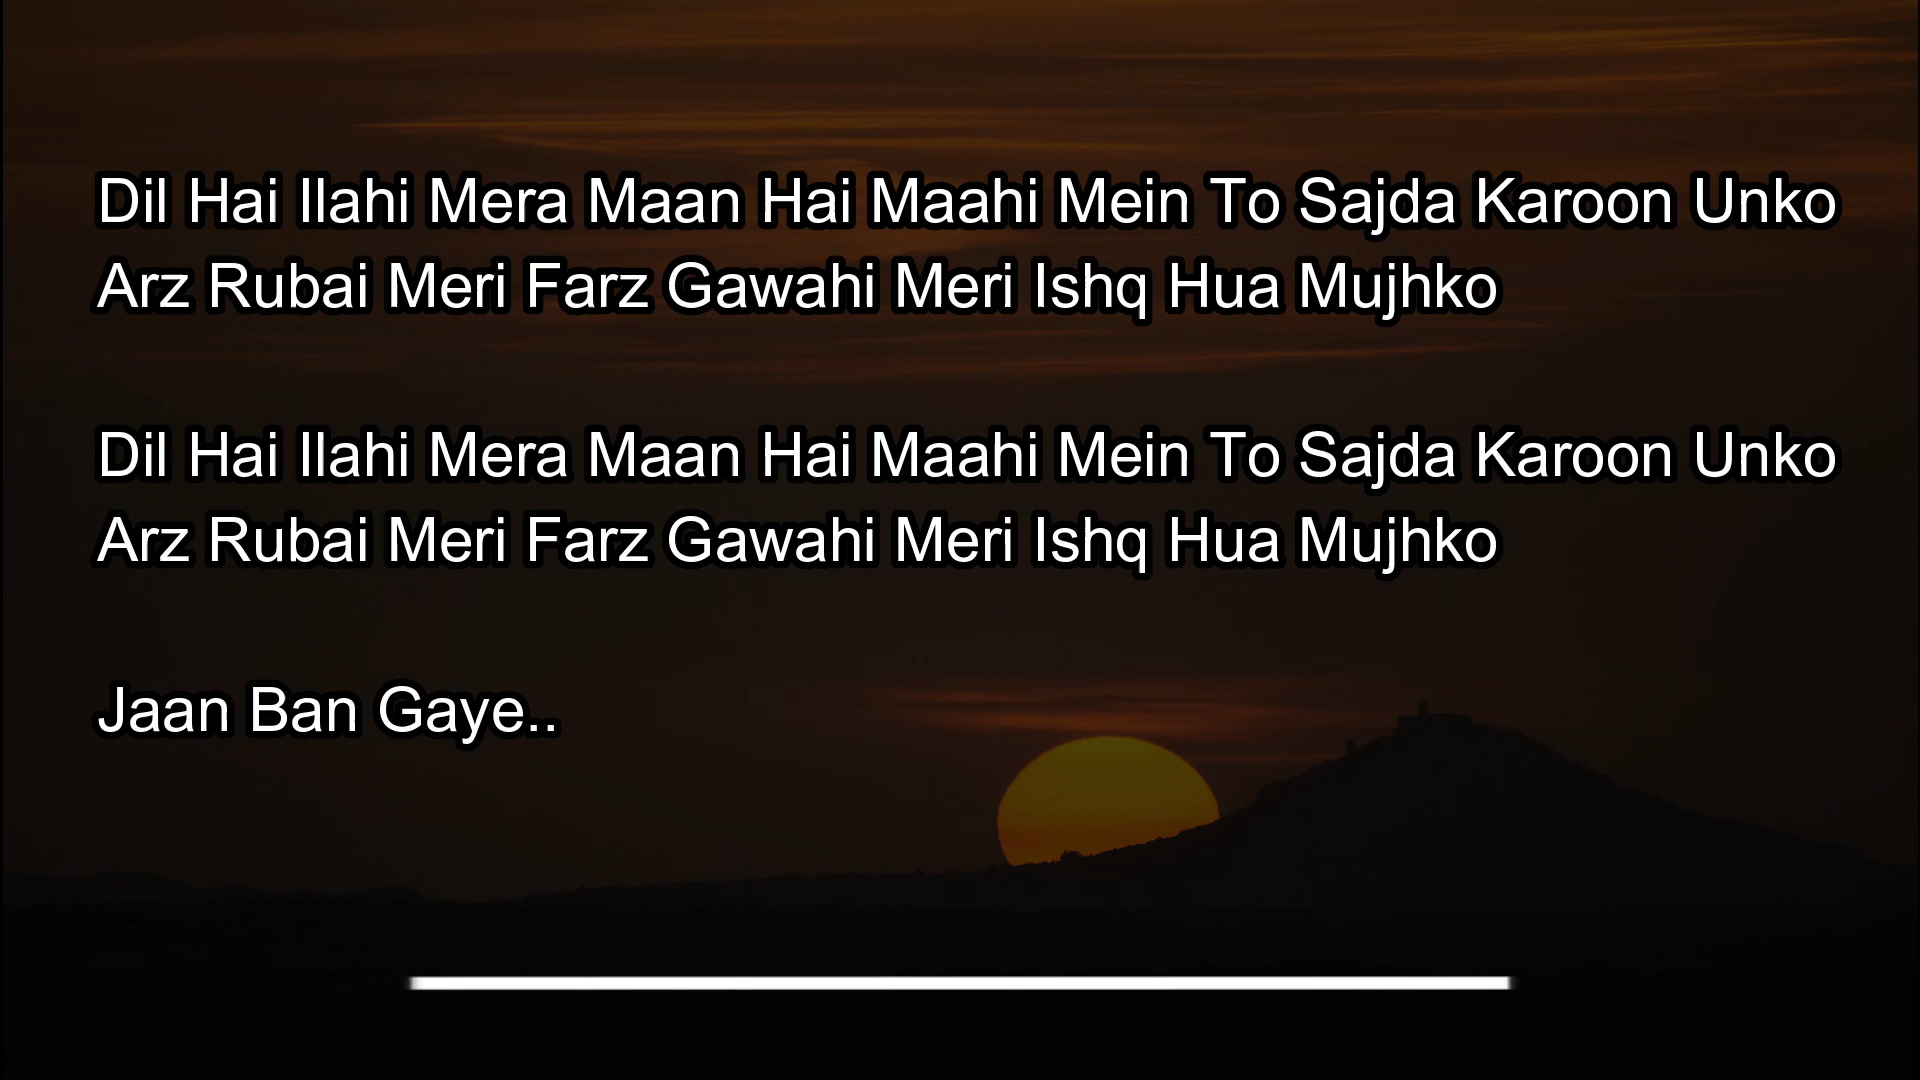 Dil Hai Ilahi Mera Maan Hai Maahi Mein To Sajda Karoon Unko
Arz Rubai Meri Farz Gawahi Meri Ishq Hua Mujhko
Dil Hai Ilahi Mera Maan Hai Maahi Mein To Sajda Karoon Unko
Arz Rubai Meri Farz Gawahi Meri Ishq Hua Mujhko
Jaan Ban Gaye..